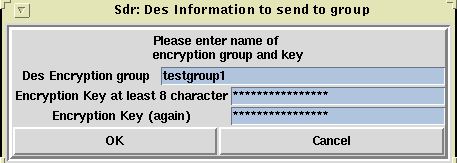 Sdr: Des Information to send to group
Please enter name of
encryption group and key
Des Encryption group testgroup1
Encryption Key at least 8 character ****************
Encryption Key (again) ****************
OK Cancel